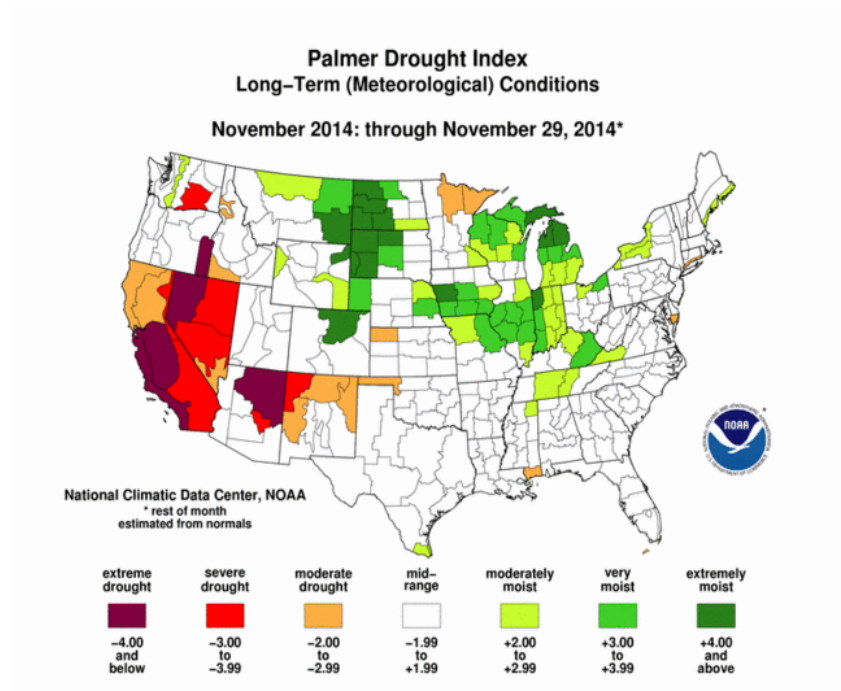 Palmer Drought Index
Long-Term (Meteorological) Conditions
November 2014: through November 29, 2014*
NOAA
National Climatic Data Center, NOAA
* rest of month
estimated from normals
extreme drought
severe drought
moderate drought
mid-range
moderately moist
very moist
extremely moist
-4.00 and below
-3.00 to -3.99
-2.00 to -2.99
-1.99 to +1.99
+2.00 to +2.99
+3.00 to +3.99
+4.00 and above